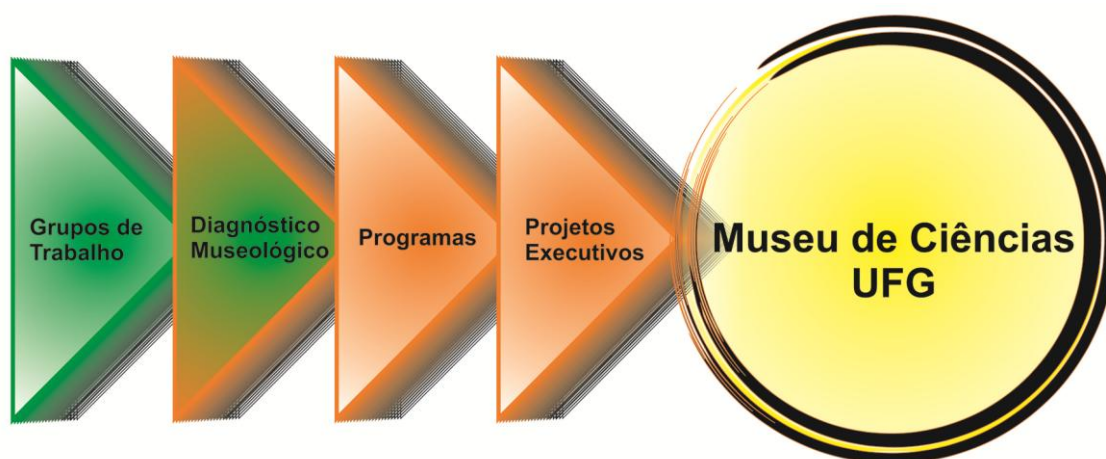 Grupos de
Trabalho
Diagnóstico
Museológico
Programas
Projetos
Executivos
Museu de Ciências
UFG